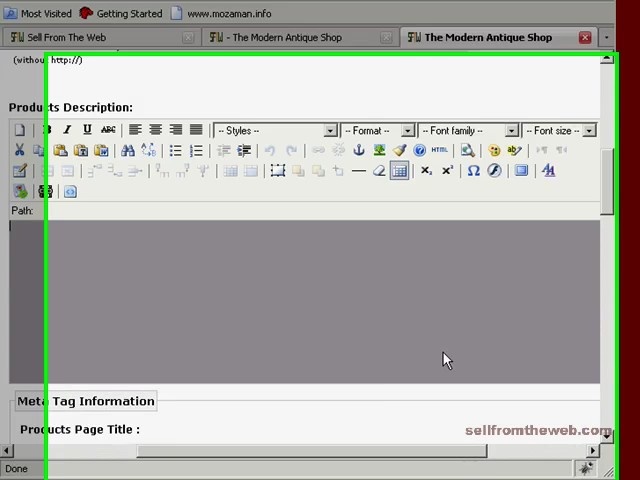 Most Visited Getting Started www.mozaman.info
Sell From The Web - The Modern Antique Shop The Modern Antique Shop
(without http://)
Products Description:
B I U ABC -- Styles -- -- Format -- -- Font family -- -- Font size --
HTML
Path:
Meta Tag Information
Products Page Title :
sellfromtheweb.com
Done